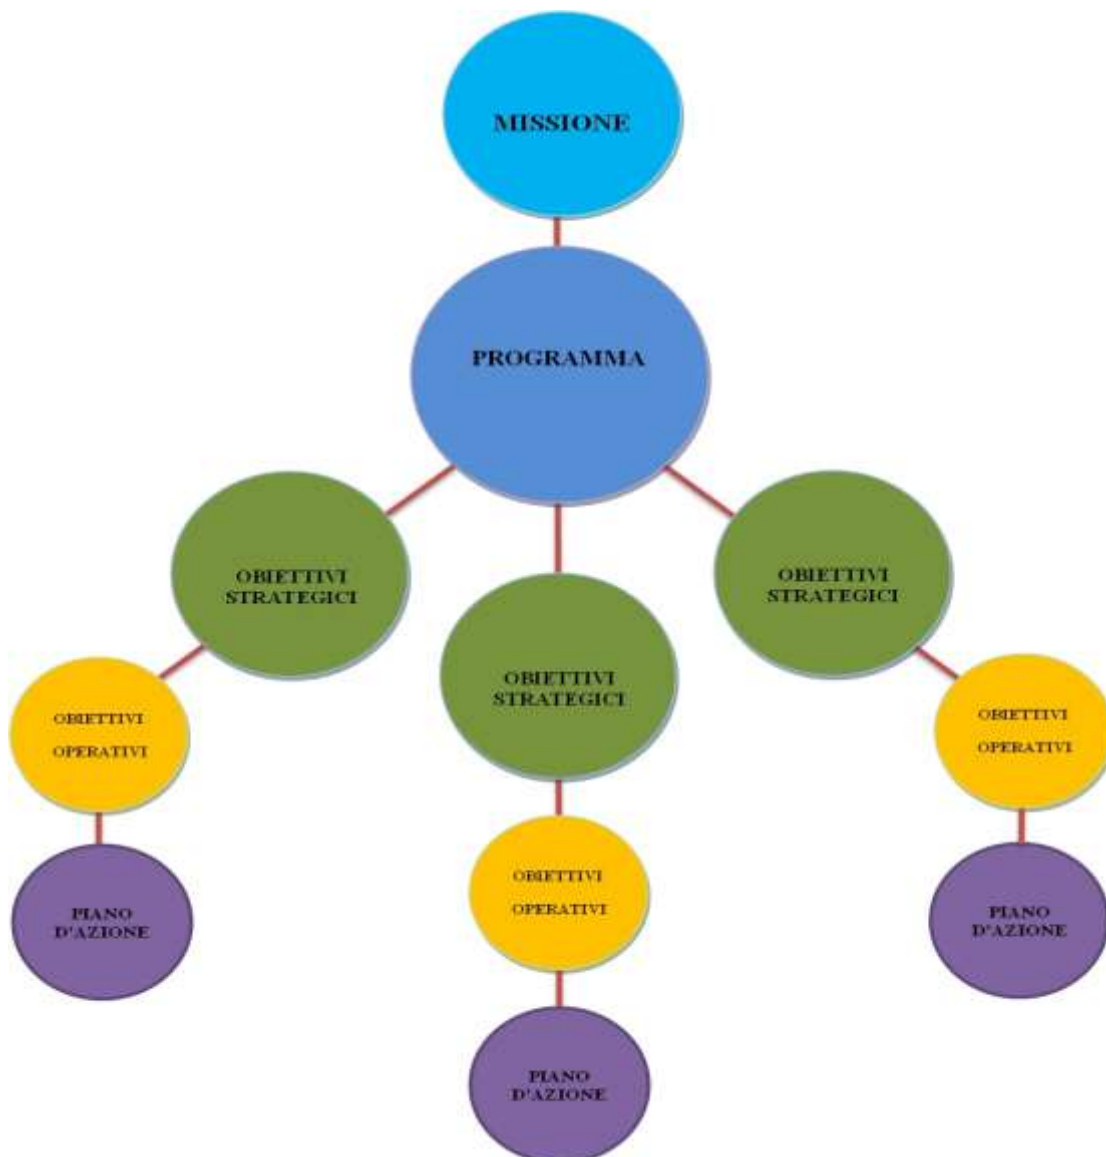 MISSIONE
PROGRAMMA
OBIETTIVI
STRATEGICI
OBIETTIVI
STRATEGICI
OBIETTIVI
STRATEGICI
OBIETTIVI
OPERATIVI
OBIETTIVI
OPERATIVI
OBIETTIVI
OPERATIVI
PIANO
D'AZIONE
PIANO
D'AZIONE
PIANO
D'AZIONE